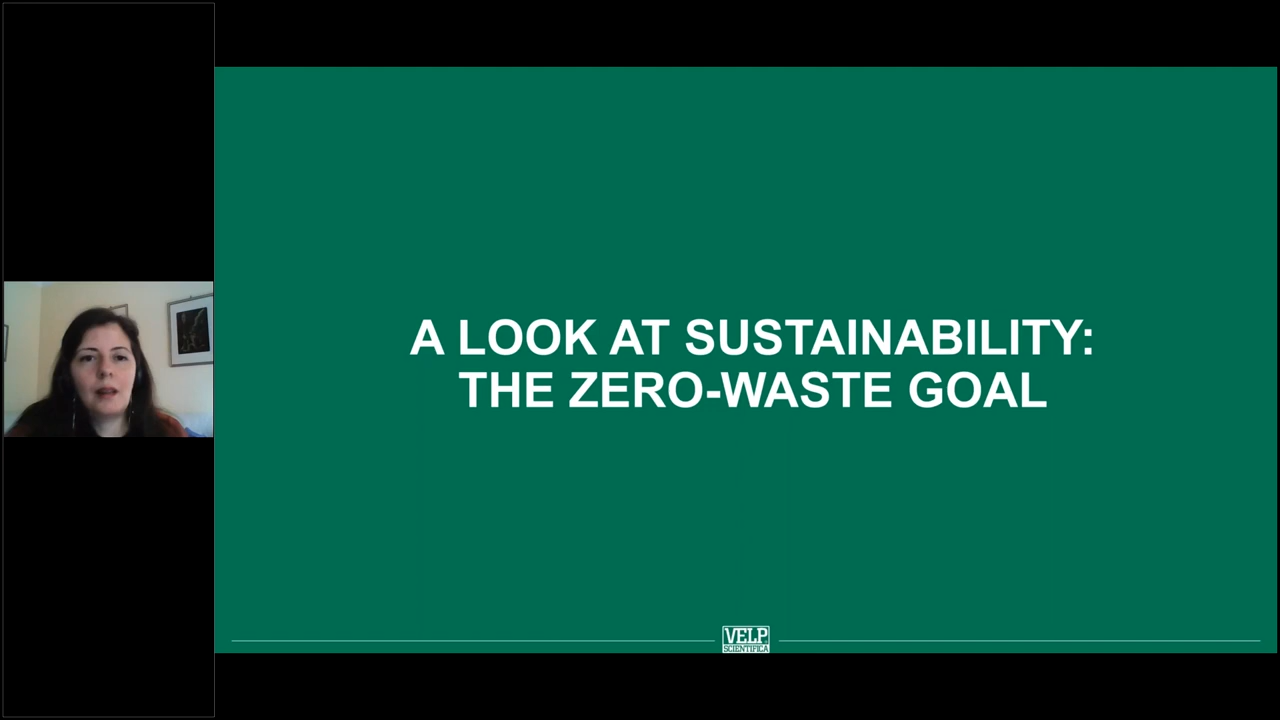 A LOOK AT SUSTAINABILITY:
THE ZERO-WASTE GOAL
VELP
SCIENTIFICA